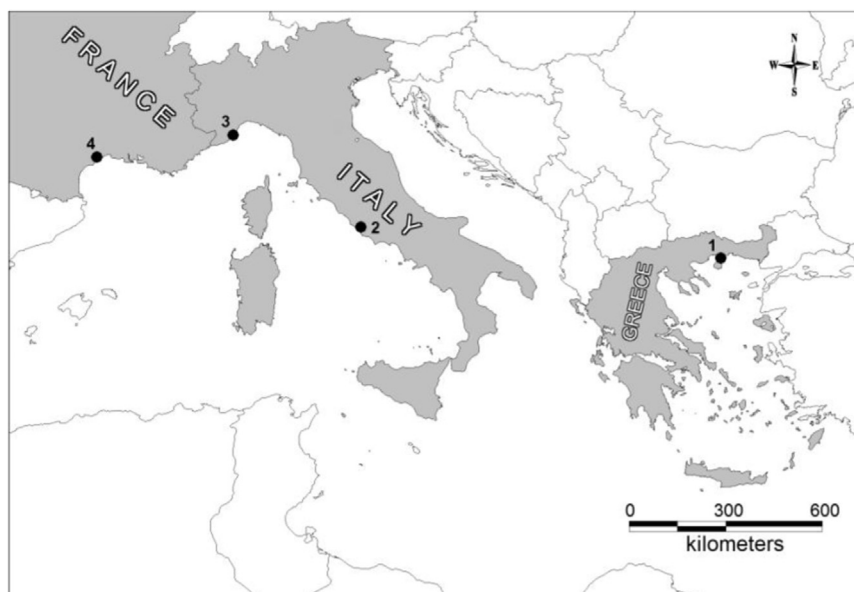 FRANCE
N
W E
S
3
4
ITALY
2
1
GREECE
0 300 600
kilometers